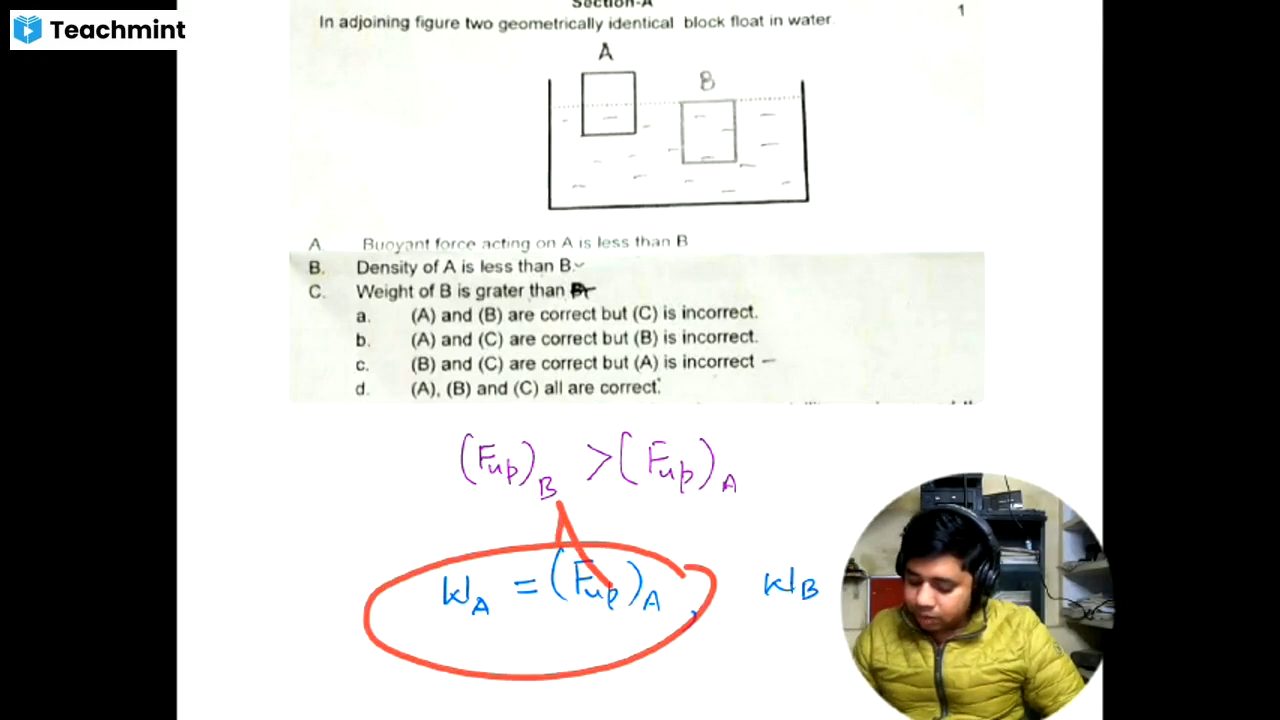 Teachmint
Section-A
1
In adjoining figure two geometrically identical block float in water.
A
B
A. Buoyant force acting on A is less than B
B. Density of A is less than B.
C. Weight of B is grater than
a. (A) and (B) are correct but (C) is incorrect.
b. (A) and (C) are correct but (B) is incorrect.
c. (B) and (C) are correct but (A) is incorrect
d. (A), (B) and (C) all are correct.
(Fup)B > (Fup)A
WA = (Fup)A , WB